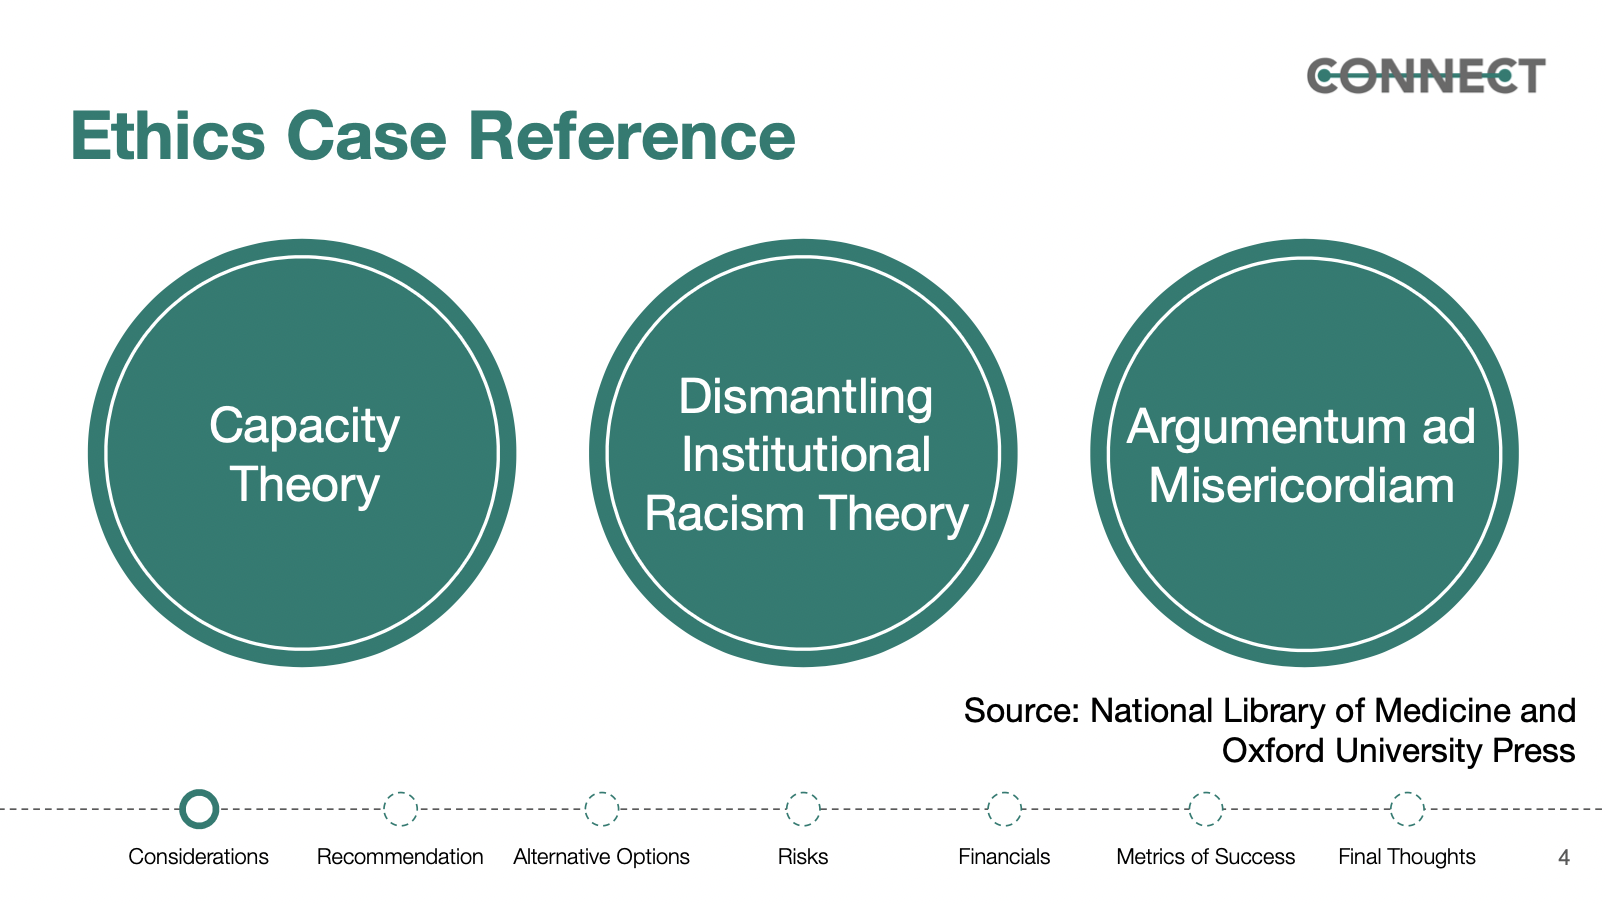 CONNECT
Ethics Case Reference
Capacity
Theory
Dismantling
Institutional
Racism Theory
Argumentum ad
Misericordiam
Source: National Library of Medicine and
Oxford University Press
Considerations
Recommendation
Alternative Options
Risks
Financials
Metrics of Success
Final Thoughts
4